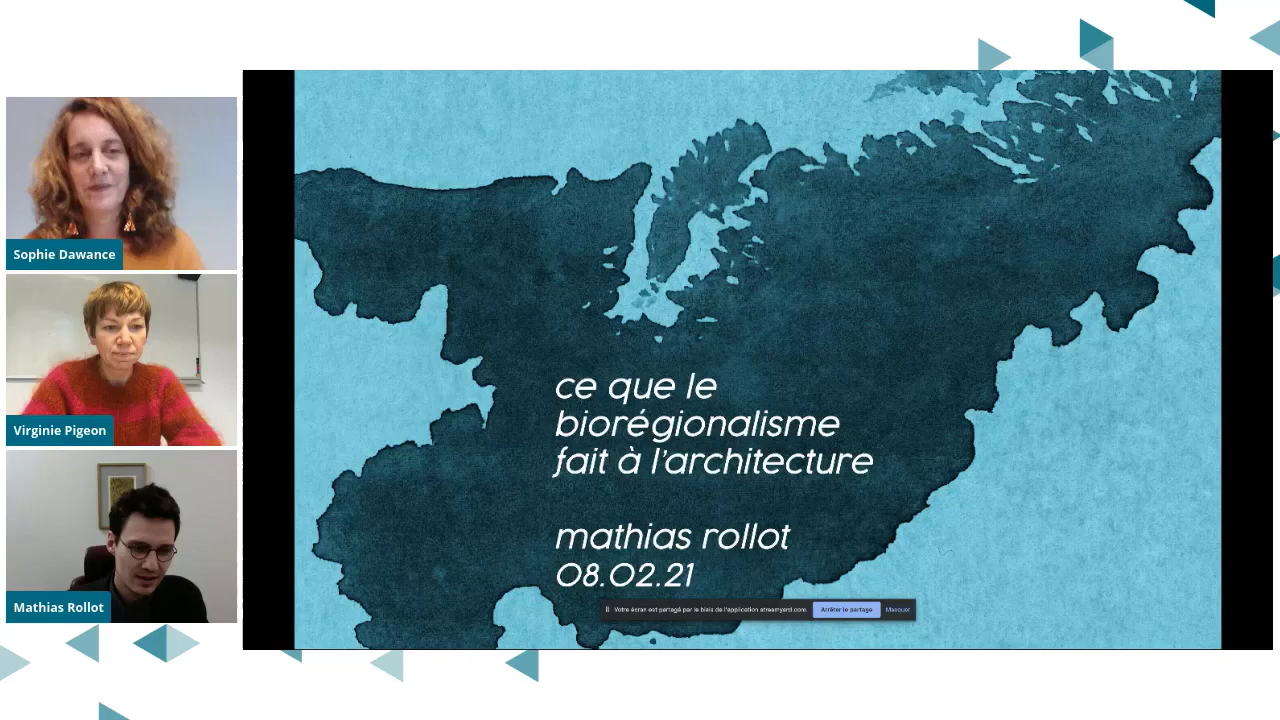 Sophie Dawance
Virginie Pigeon
Mathias Rollot
ce que le
biorégionalisme
fait à l'architecture
mathias rollot
08.02.21
Votre écran est partagé par le biais de l'application streamyard.com.
Arrêter le partage
Masquer